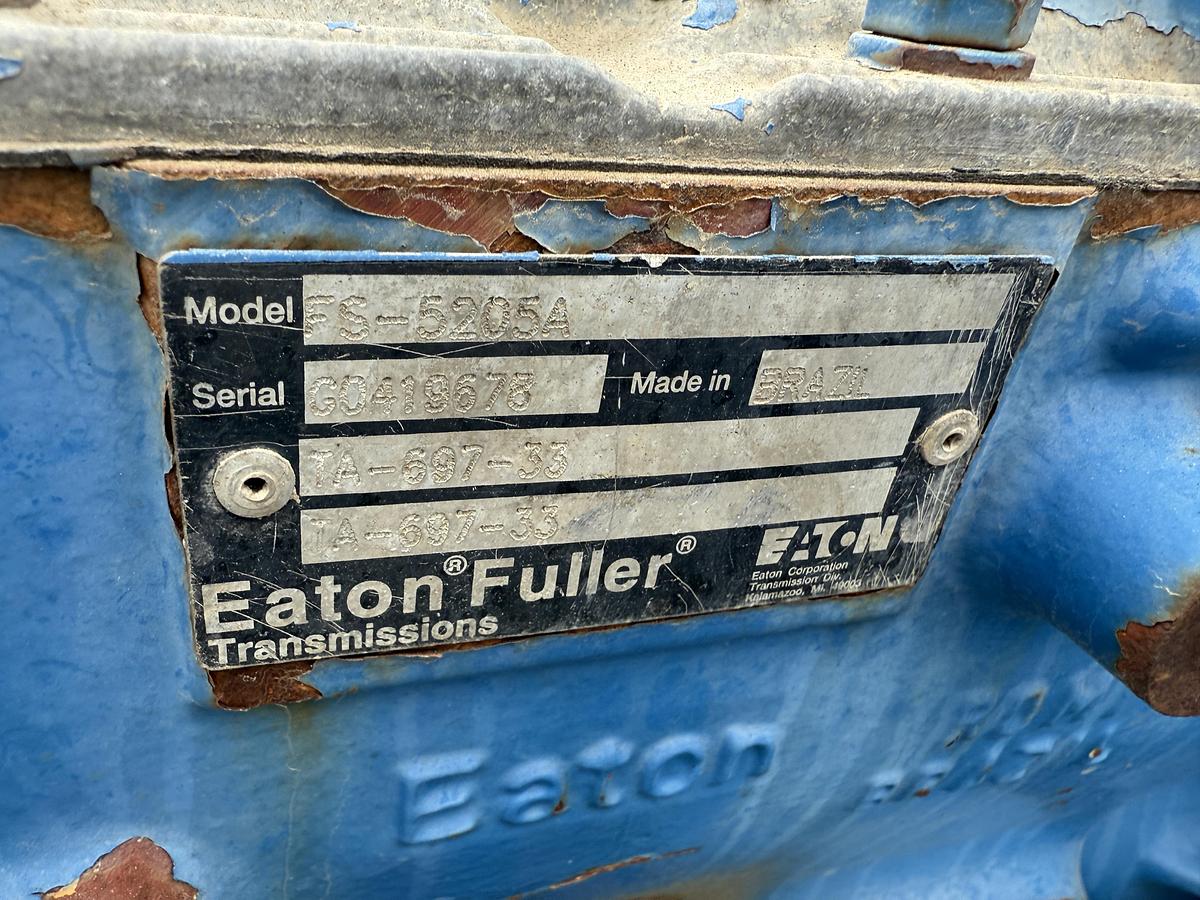 Model FS-5205A
Serial G0419678 Made in BRAZIL
TA-697-33
TA-697-33
Eaton® Fuller®
Transmissions
EATON
Eaton Corporation
Transmission Div.
Kalamazoo, MI. 49003
Eaton